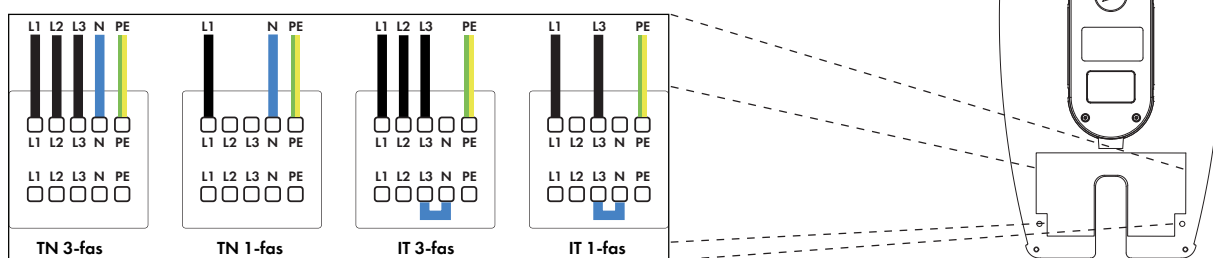 L1 L2 L3 N PE
L1 L2 L3 N PE
L1 L2 L3 N PE
TN 3-fas
L1 N PE
L1 L2 L3 N PE
L1 L2 L3 N PE
TN 1-fas
L1 L2 L3 PE
L1 L2 L3 N PE
L1 L2 L3 N PE
IT 3-fas
L1 L3 PE
L1 L2 L3 N PE
L1 L2 L3 N PE
IT 1-fas